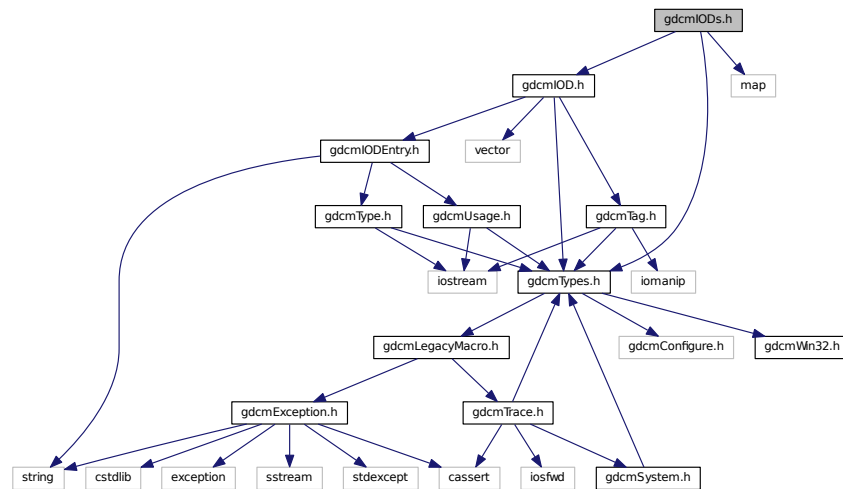 gdcmIODs.h
gdcmIOD.h
map
gdcmIODEntry.h
vector
gdcmType.h
gdcmUsage.h
gdcmTag.h
iostream
gdcmTypes.h
iomanip
gdcmLegacyMacro.h
gdcmConfigure.h
gdcmWin32.h
gdcmException.h
gdcmTrace.h
string
cstdlib
exception
sstream
stdexcept
cassert
iosfwd
gdcmSystem.h